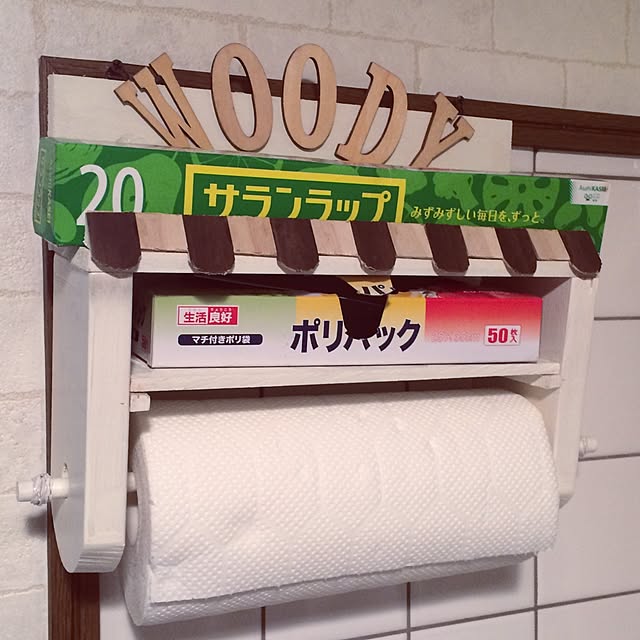 WOODY
20
サランラップ
みずみずしい毎日を、ずっと。
AsahiKASEI
生活良好
マチ付きポリ袋
ポリパック
50枚入